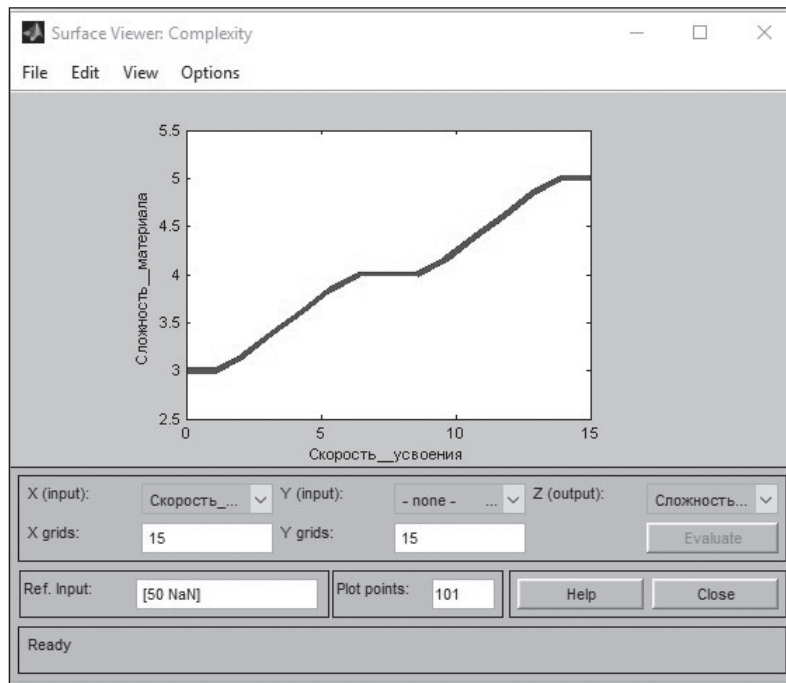 Surface Viewer: Complexity
File Edit View Options
5.5
5
4.5
4
3.5
3
2.5
Сложность__материала
0 5 10 15
Скорость__усвоения
X (input): Скорость_... Y (input): - none - ... Z (output): Сложность...
X grids: 15 Y grids: 15 Evaluate
Ref. Input: [50 NaN] Plot points: 101 Help Close
Ready